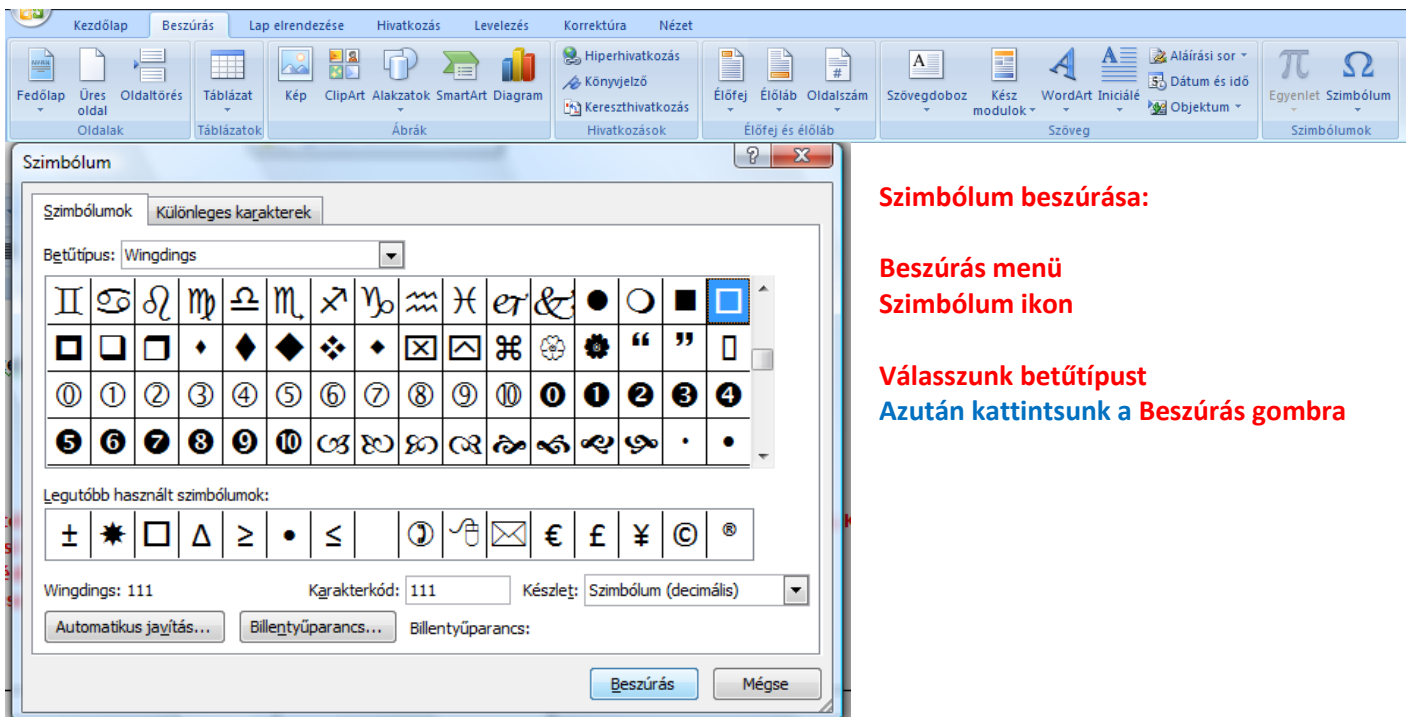 Kezdőlap Beszúrás Lap elrendezése Hivatkozás Levelezés Korrektúra Nézet
Fedőlap Üres oldal Oldaltörés
Oldalak
Táblázat
Táblázatok
Kép ClipArt Alakzatok SmartArt Diagram
Ábrák
Hiperhivatkozás
Könyvjelző
Kereszthivatkozás
Hivatkozások
Élőfej Élőláb Oldalszám
Élőfej és élőláb
Szövegdoboz Kész modulok WordArt Iniciálé
Aláírási sor
Dátum és idő
Objektum
Szöveg
Egyenlet Szimbólum
Szimbólumok
Szimbólum
Szimbólumok Különleges karakterek
Betűtípus: Wingdings
Legutóbb használt szimbólumok:
± ✷ □ Δ ≥ • ≤ € £ ¥ © ®
Wingdings: 111 Karakterkód: 111 Készlet: Szimbólum (decimális)
Automatikus javítás... Billentyűparancs... Billentyűparancs:
Beszúrás Mégse
Szimbólum beszúrása:
Beszúrás menü
Szimbólum ikon
Válasszunk betűtípust
Azután kattintsunk a Beszúrás gombra